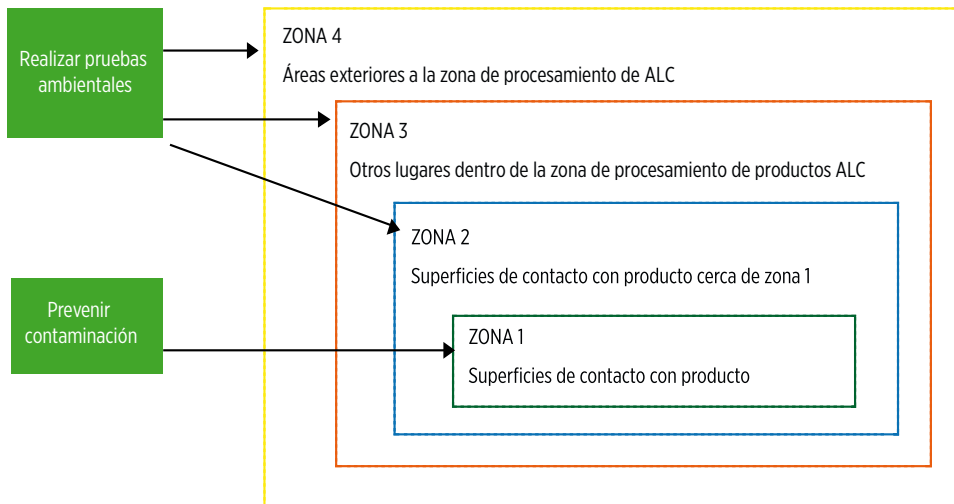 Realizar pruebas
ambientales
ZONA 4
Áreas exteriores a la zona de procesamiento de ALC
ZONA 3
Otros lugares dentro de la zona de procesamiento de productos ALC
ZONA 2
Superficies de contacto con producto cerca de zona 1
Prevenir
contaminación
ZONA 1
Superficies de contacto con producto